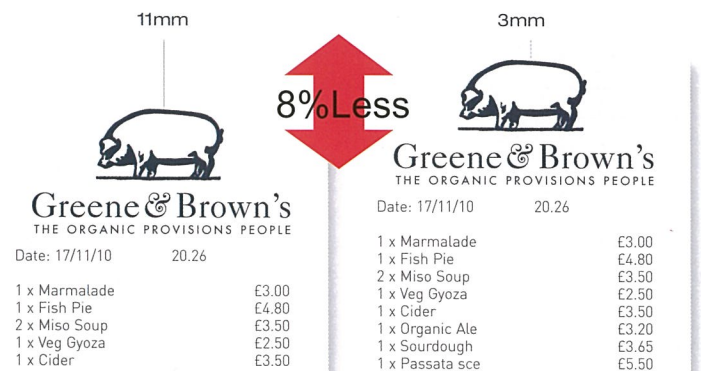 11mm
3mm
8%Less
Greene & Brown's
THE ORGANIC PROVISIONS PEOPLE
Date: 17/11/10 20.26
1 x Marmalade £3.00
1 x Fish Pie £4.80
2 x Miso Soup £3.50
1 x Veg Gyoza £2.50
1 x Cider £3.50
Greene & Brown's
THE ORGANIC PROVISIONS PEOPLE
Date: 17/11/10 20.26
1 x Marmalade £3.00
1 x Fish Pie £4.80
2 x Miso Soup £3.50
1 x Veg Gyoza £2.50
1 x Cider £3.50
1 x Organic Ale £3.20
1 x Sourdough £3.65
1 x Passata sce £5.50